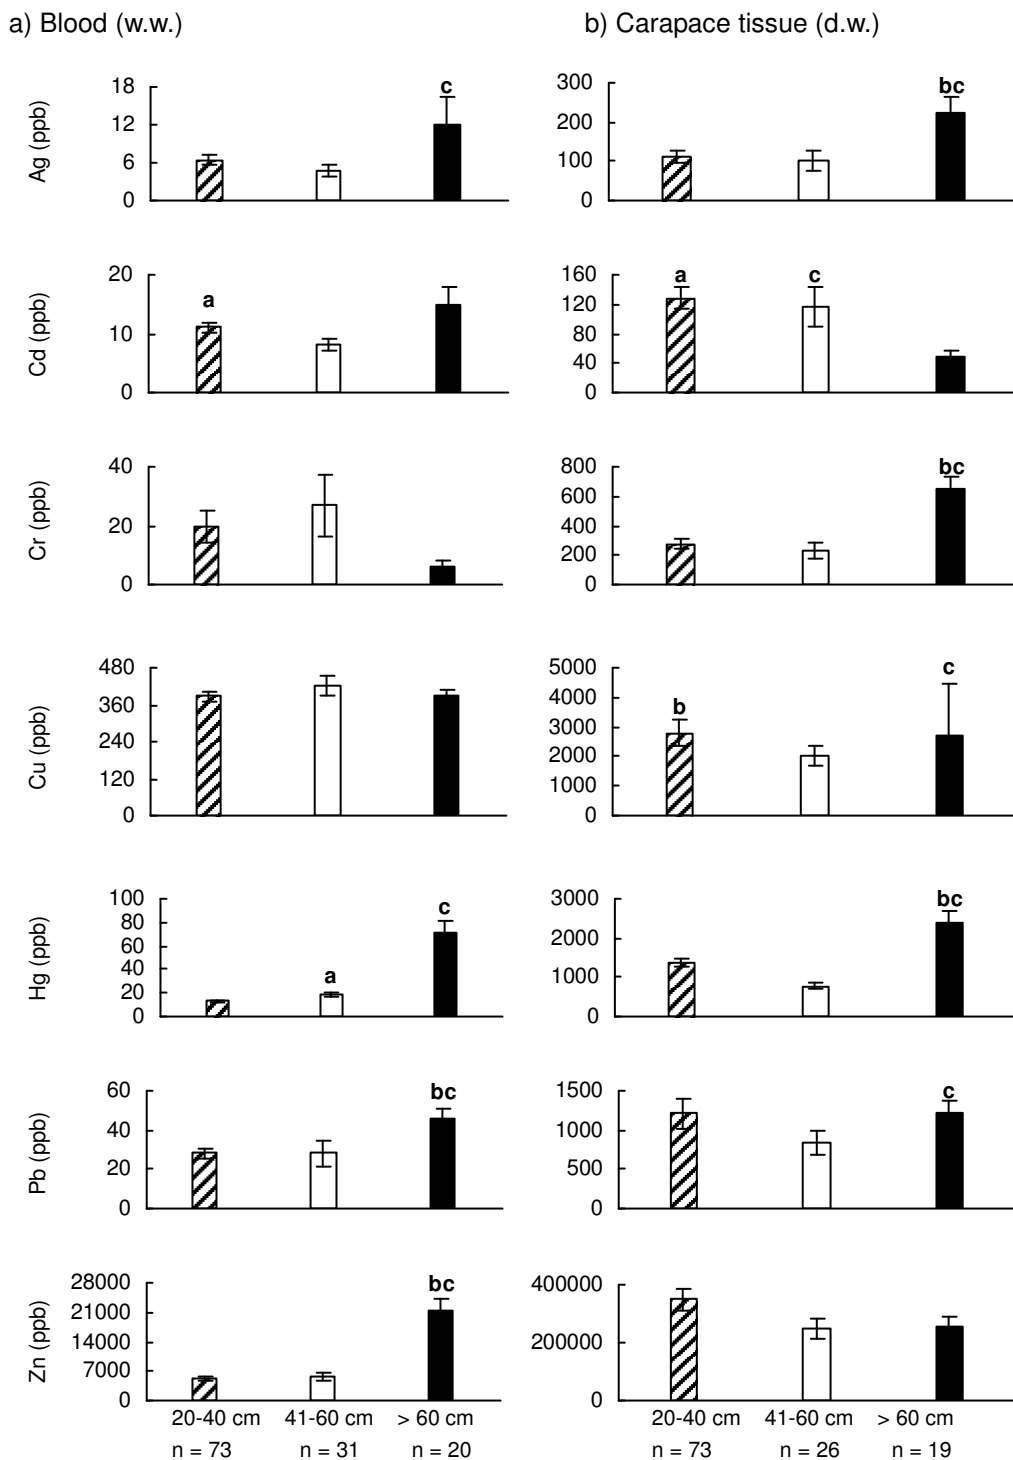 a) Blood (w.w.)
b) Carapace tissue (d.w.)
Ag (ppb)
18
12
6
0
c
300
200
100
0
bc
Cd (ppb)
20
10
0
a
160
120
80
40
0
a
c
Cr (ppb)
40
20
0
800
600
400
200
0
bc
Cu (ppb)
480
360
240
120
0
5000
4000
3000
2000
1000
0
b
c
Hg (ppb)
100
80
60
40
20
0
a
c
3000
2000
1000
0
bc
Pb (ppb)
60
40
20
0
bc
1500
1000
500
0
c
Zn (ppb)
28000
21000
14000
7000
0
bc
400000
200000
0
20-40 cm 41-60 cm > 60 cm
n = 73 n = 31 n = 20
20-40 cm 41-60 cm > 60 cm
n = 73 n = 26 n = 19